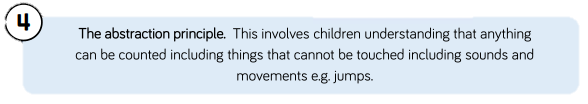 4
The abstraction principle. This involves children understanding that anything
can be counted including things that cannot be touched including sounds and
movements e.g. jumps.